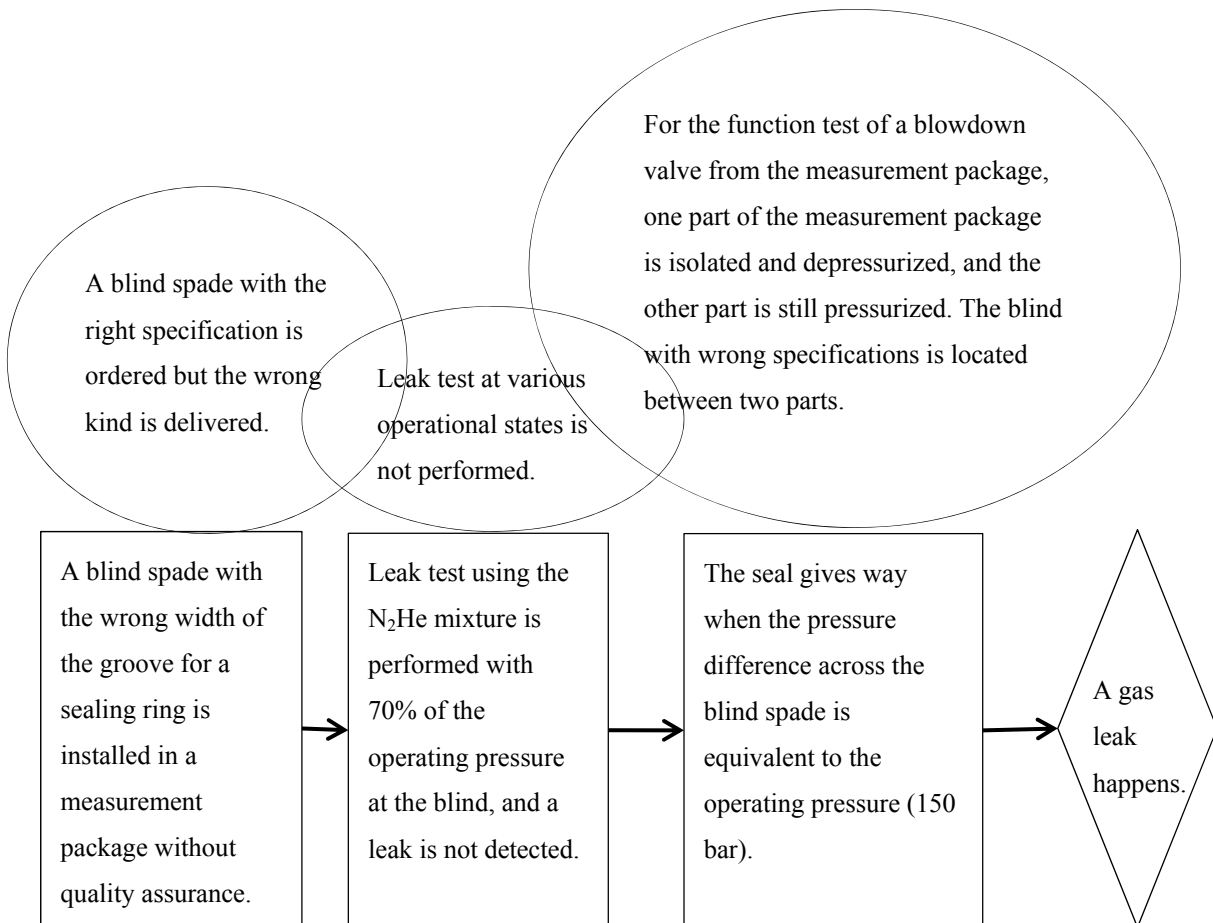 For the function test of a blowdown
valve from the measurement package,
one part of the measurement package
is isolated and depressurized, and the
other part is still pressurized. The blind
with wrong specifications is located
between two parts.
A blind spade with the
right specification is
ordered but the wrong
kind is delivered.
Leak test at various
operational states is
not performed.
A blind spade with
the wrong width of
the groove for a
sealing ring is
installed in a
measurement
package without
quality assurance.
Leak test using the
N₂He mixture is
performed with
70% of the
operating pressure
at the blind, and a
leak is not detected.
The seal gives way
when the pressure
difference across the
blind spade is
equivalent to the
operating pressure (150
bar).
A gas
leak
happens.